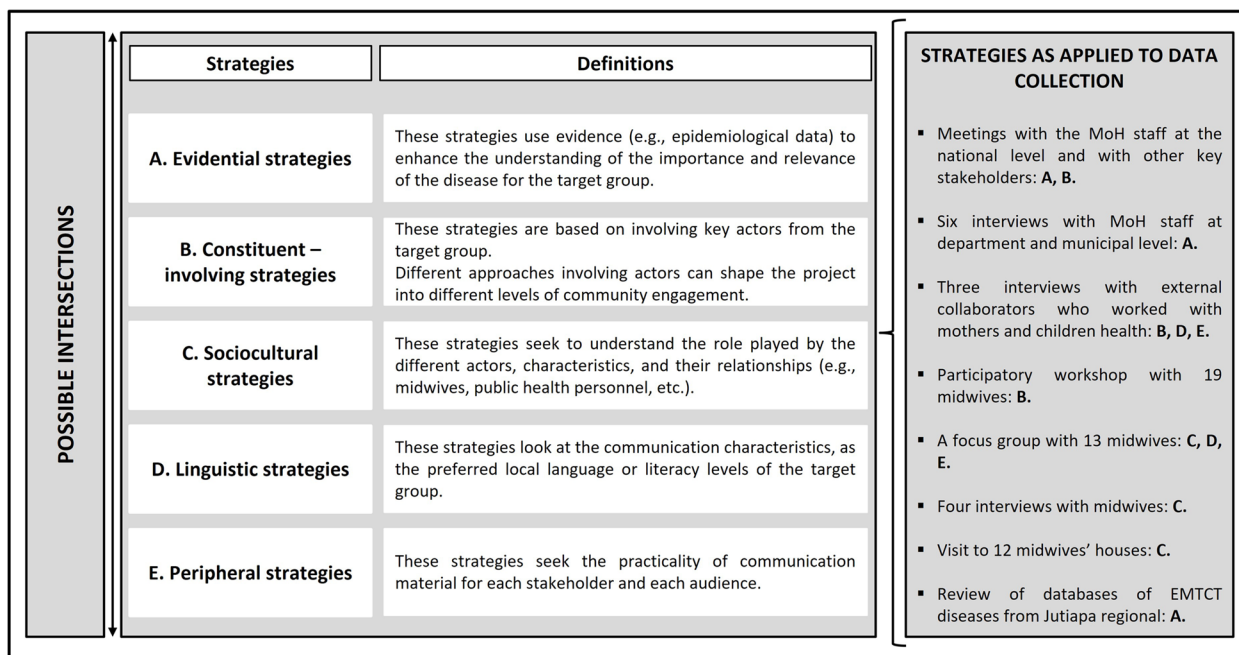 POSSIBLE INTERSECTIONS
Strategies
Definitions
A. Evidential strategies
These strategies use evidence (e.g., epidemiological data) to
enhance the understanding of the importance and relevance
of the disease for the target group.
B. Constituent –
involving strategies
These strategies are based on involving key actors from the
target group.
Different approaches involving actors can shape the project
into different levels of community engagement.
C. Sociocultural
strategies
These strategies seek to understand the role played by the
different actors, characteristics, and their relationships (e.g.,
midwives, public health personnel, etc.).
D. Linguistic strategies
These strategies look at the communication characteristics, as
the preferred local language or literacy levels of the target
group.
E. Peripheral strategies
These strategies seek the practicality of communication
material for each stakeholder and each audience.
STRATEGIES AS APPLIED TO DATA
COLLECTION
▪ Meetings with the MoH staff at the
national level and with other key
stakeholders: A, B.
▪ Six interviews with MoH staff at
department and municipal level: A.
▪ Three interviews with external
collaborators who worked with
mothers and children health: B, D, E.
▪ Participatory workshop with 19
midwives: B.
▪ A focus group with 13 midwives: C, D,
E.
▪ Four interviews with midwives: C.
▪ Visit to 12 midwives’ houses: C.
▪ Review of databases of EMTCT
diseases from Jutiapa regional: A.